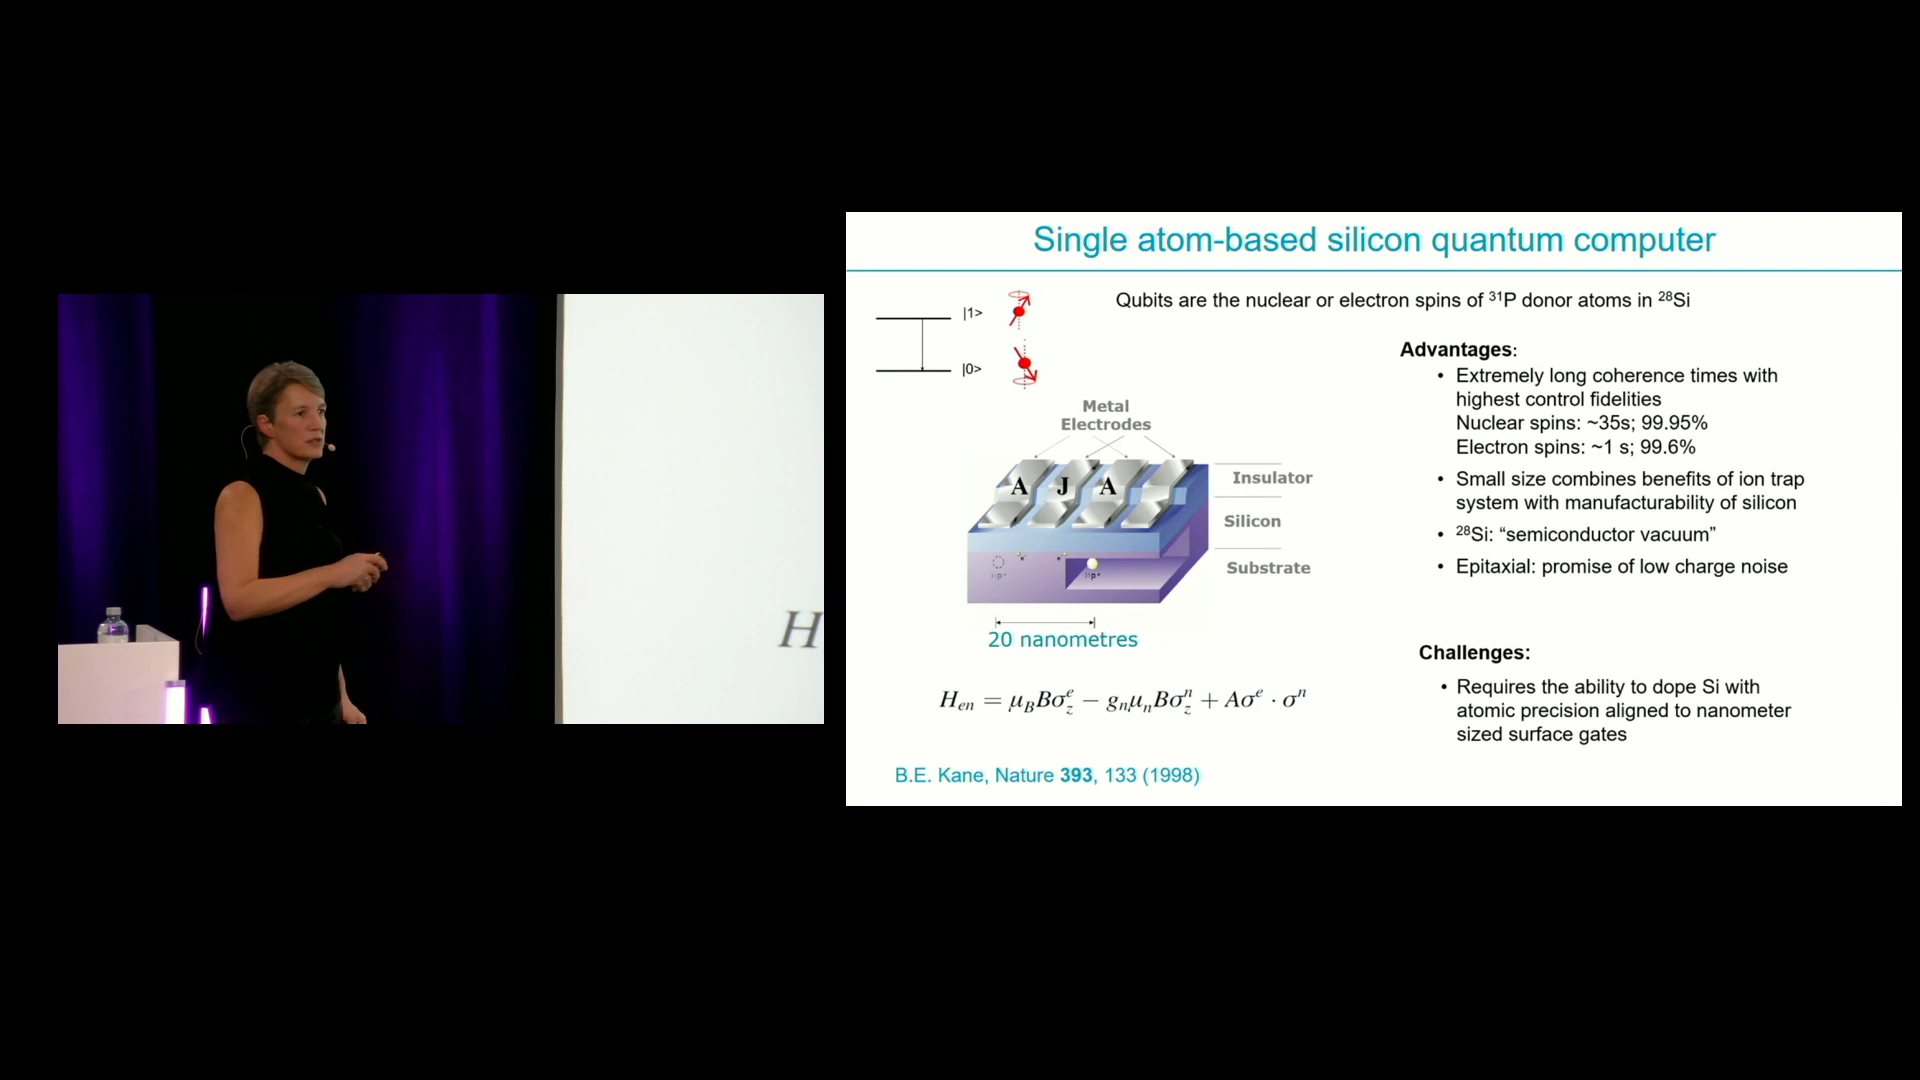 Single atom-based silicon quantum computer
Qubits are the nuclear or electron spins of ³¹P donor atoms in ²⁸Si
|1>
|0>
Metal
Electrodes
A J A
Insulator
Silicon
Substrate
³¹P⁺ ³¹P⁺
20 nanometres
Hₑₙ = μ_B Bσ_z^e − gₙμₙBσ_z^n + Aσ^e · σ^n
B.E. Kane, Nature 393, 133 (1998)
Advantages:
• Extremely long coherence times with
highest control fidelities
Nuclear spins: ~35s; 99.95%
Electron spins: ~1 s; 99.6%
• Small size combines benefits of ion trap
system with manufacturability of silicon
• ²⁸Si: “semiconductor vacuum”
• Epitaxial: promise of low charge noise
Challenges:
• Requires the ability to dope Si with
atomic precision aligned to nanometer
sized surface gates
H